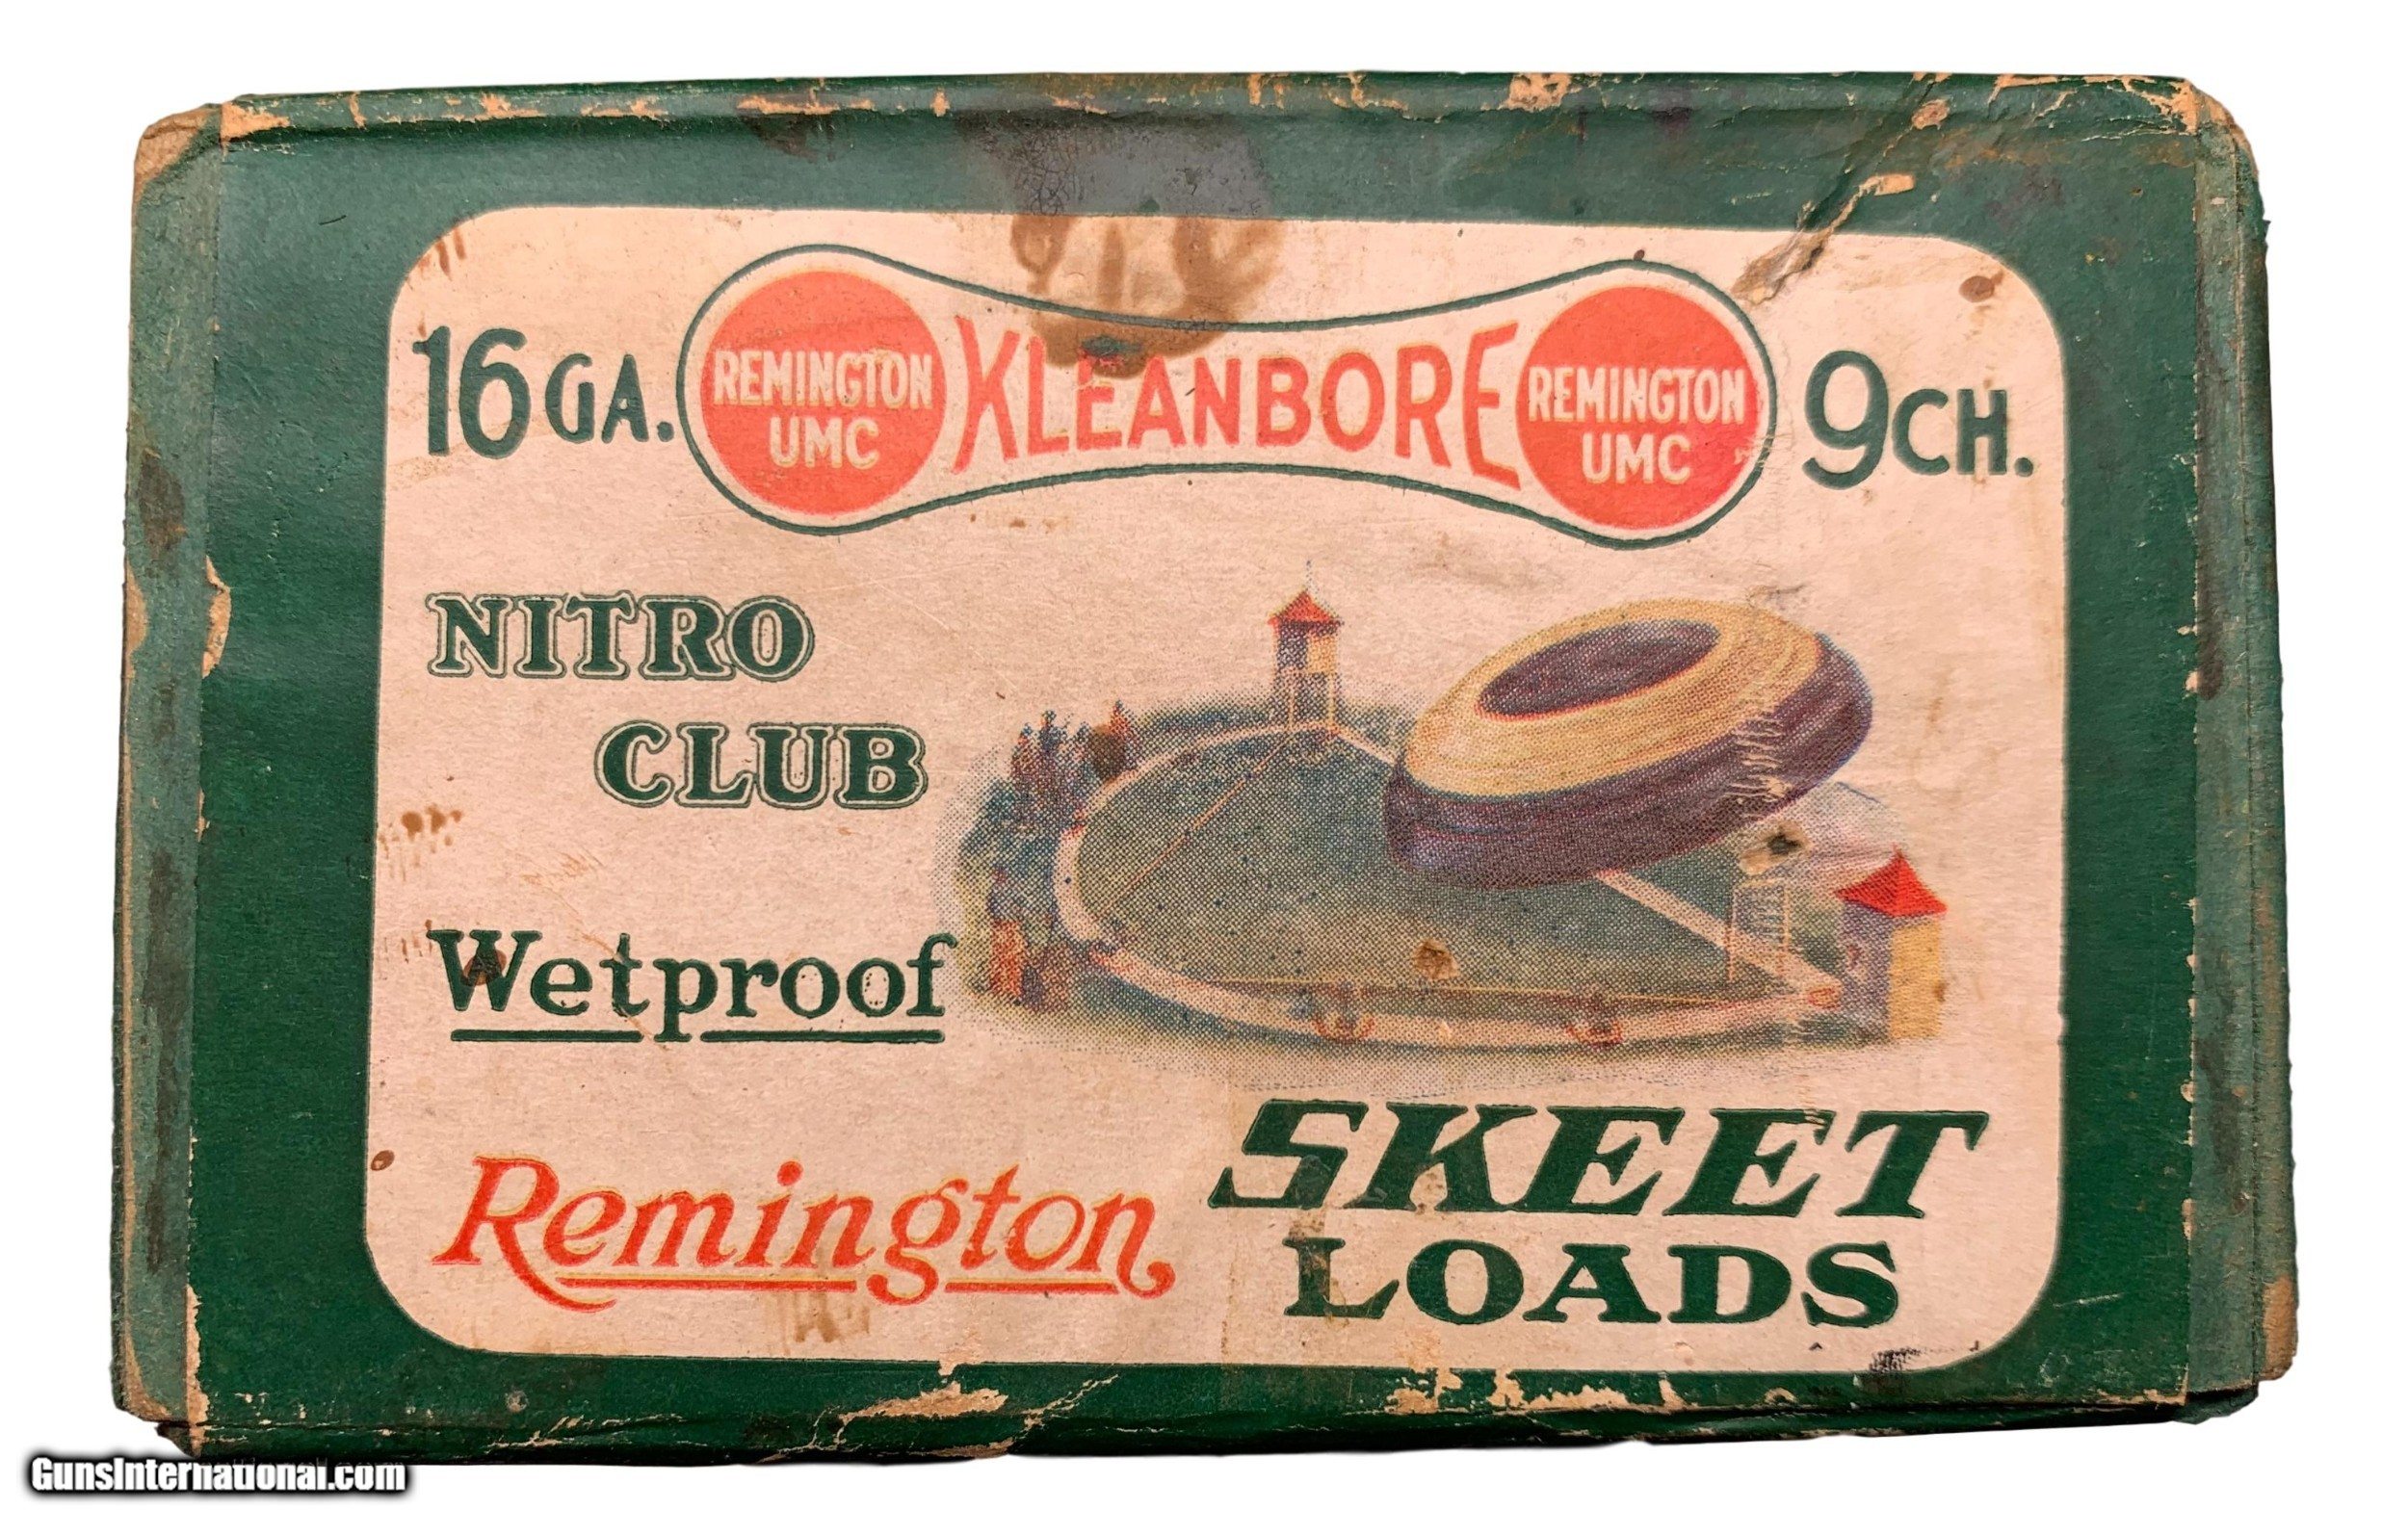 16 GA. REMINGTON UMC KLEANBORE REMINGTON UMC 9 CH.
NITRO
CLUB
Wetproof
Remington
SKEET
LOADS
GunsInternational.com